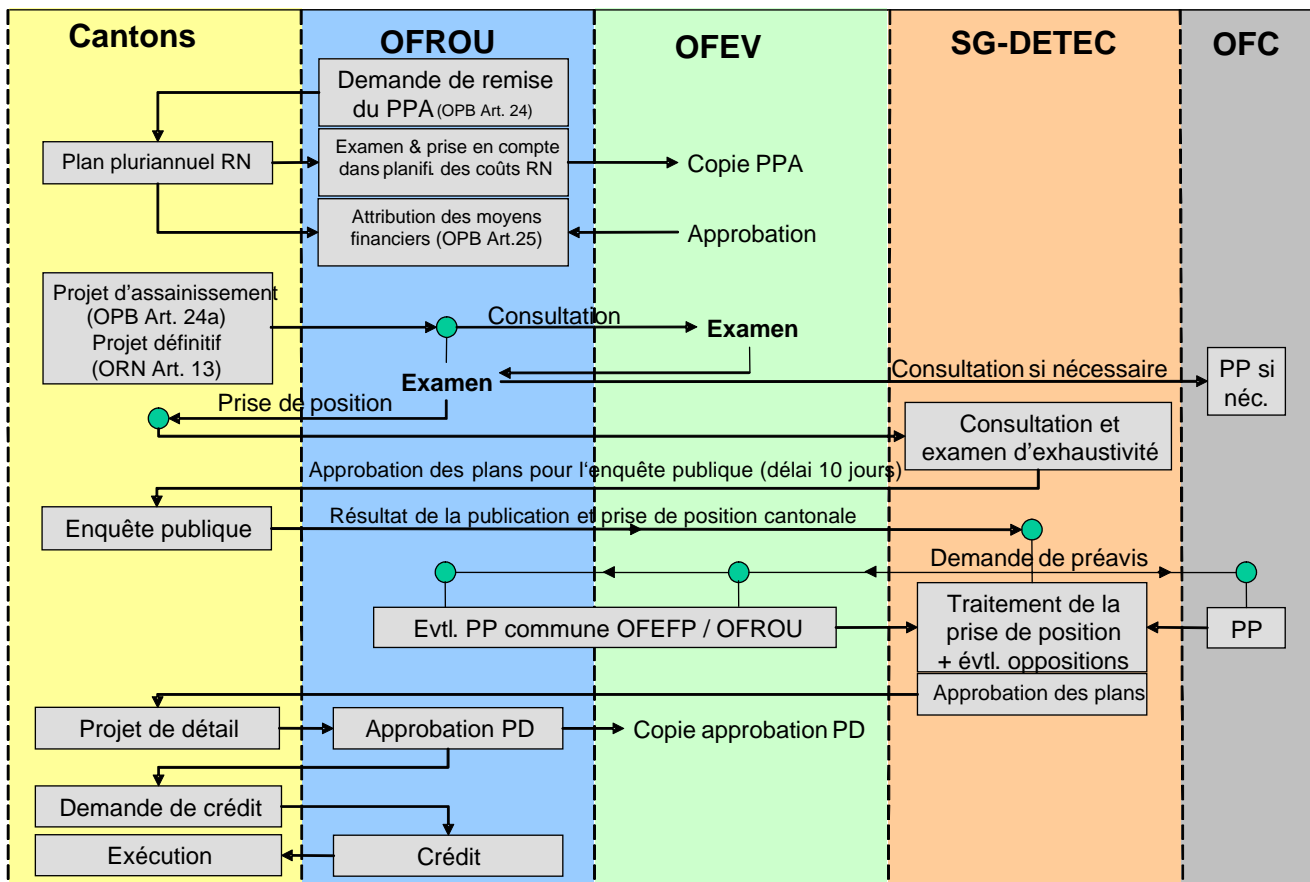 Cantons
OFROU
OFEV
SG-DETEC
OFC
Demande de remise
du PPA (OPB Art. 24)
Plan pluriannuel RN
Examen & prise en compte
dans planifi. des coûts RN
Copie PPA
Attribution des moyens
financiers (OPB Art.25)
Approbation
Projet d'assainissement
(OPB Art. 24a)
Projet définitif
(ORN Art. 13)
Consultation
Examen
Examen
Consultation si nécessaire
PP si
néc.
Prise de position
Consultation et
examen d'exhaustivité
Approbation des plans pour l'enquête publique (délai 10 jours)
Enquête publique
Résultat de la publication et prise de position cantonale
Demande de préavis
Evtl. PP commune OFEFP / OFROU
Traitement de la
prise de position
+ évtl. oppositions
PP
Approbation des plans
Projet de détail
Approbation PD
Copie approbation PD
Demande de crédit
Exécution
Crédit